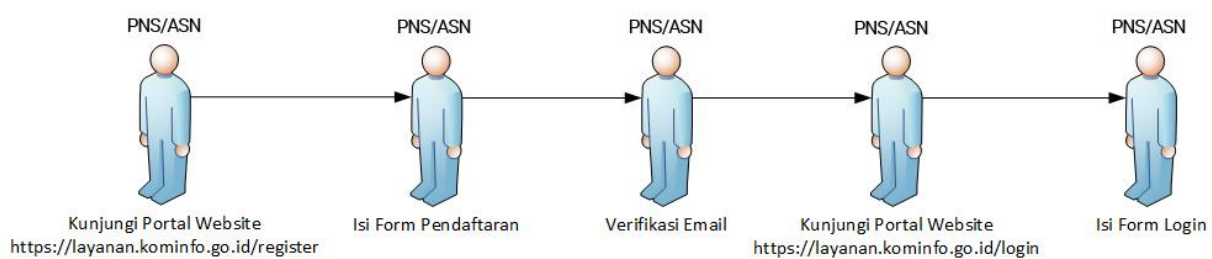 PNS/ASN
PNS/ASN
PNS/ASN
PNS/ASN
PNS/ASN
Kunjungi Portal Website
https://layanan.kominfo.go.id/register
Isi Form Pendaftaran
Verifikasi Email
Kunjungi Portal Website
https://layanan.kominfo.go.id/login
Isi Form Login